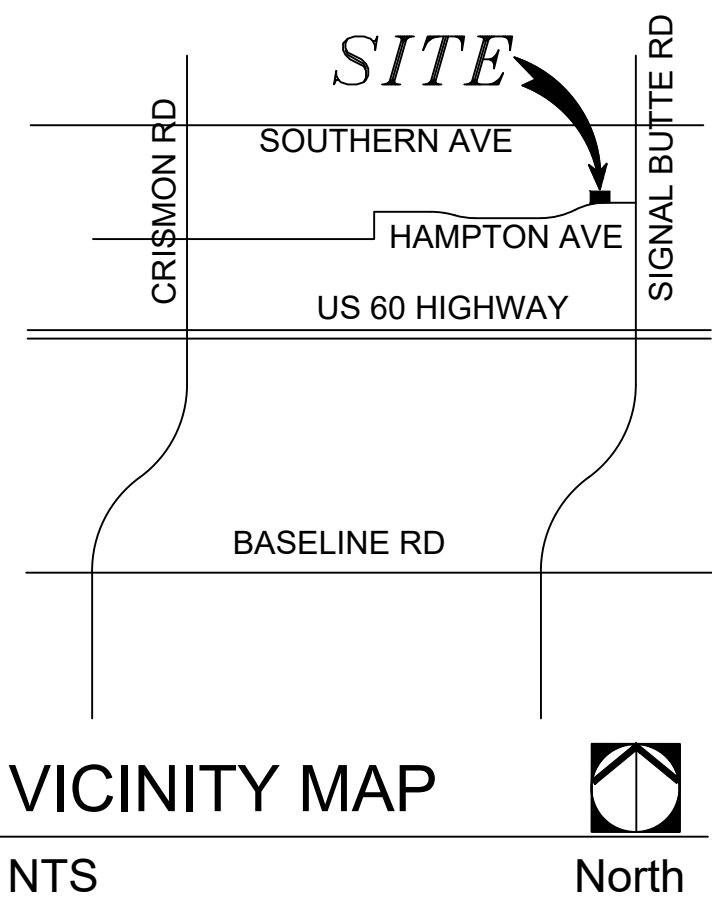 SITE
SOUTHERN AVE
CRISMON RD
SIGNAL BUTTE RD
HAMPTON AVE
US 60 HIGHWAY
BASELINE RD
VICINITY MAP
NTS
North